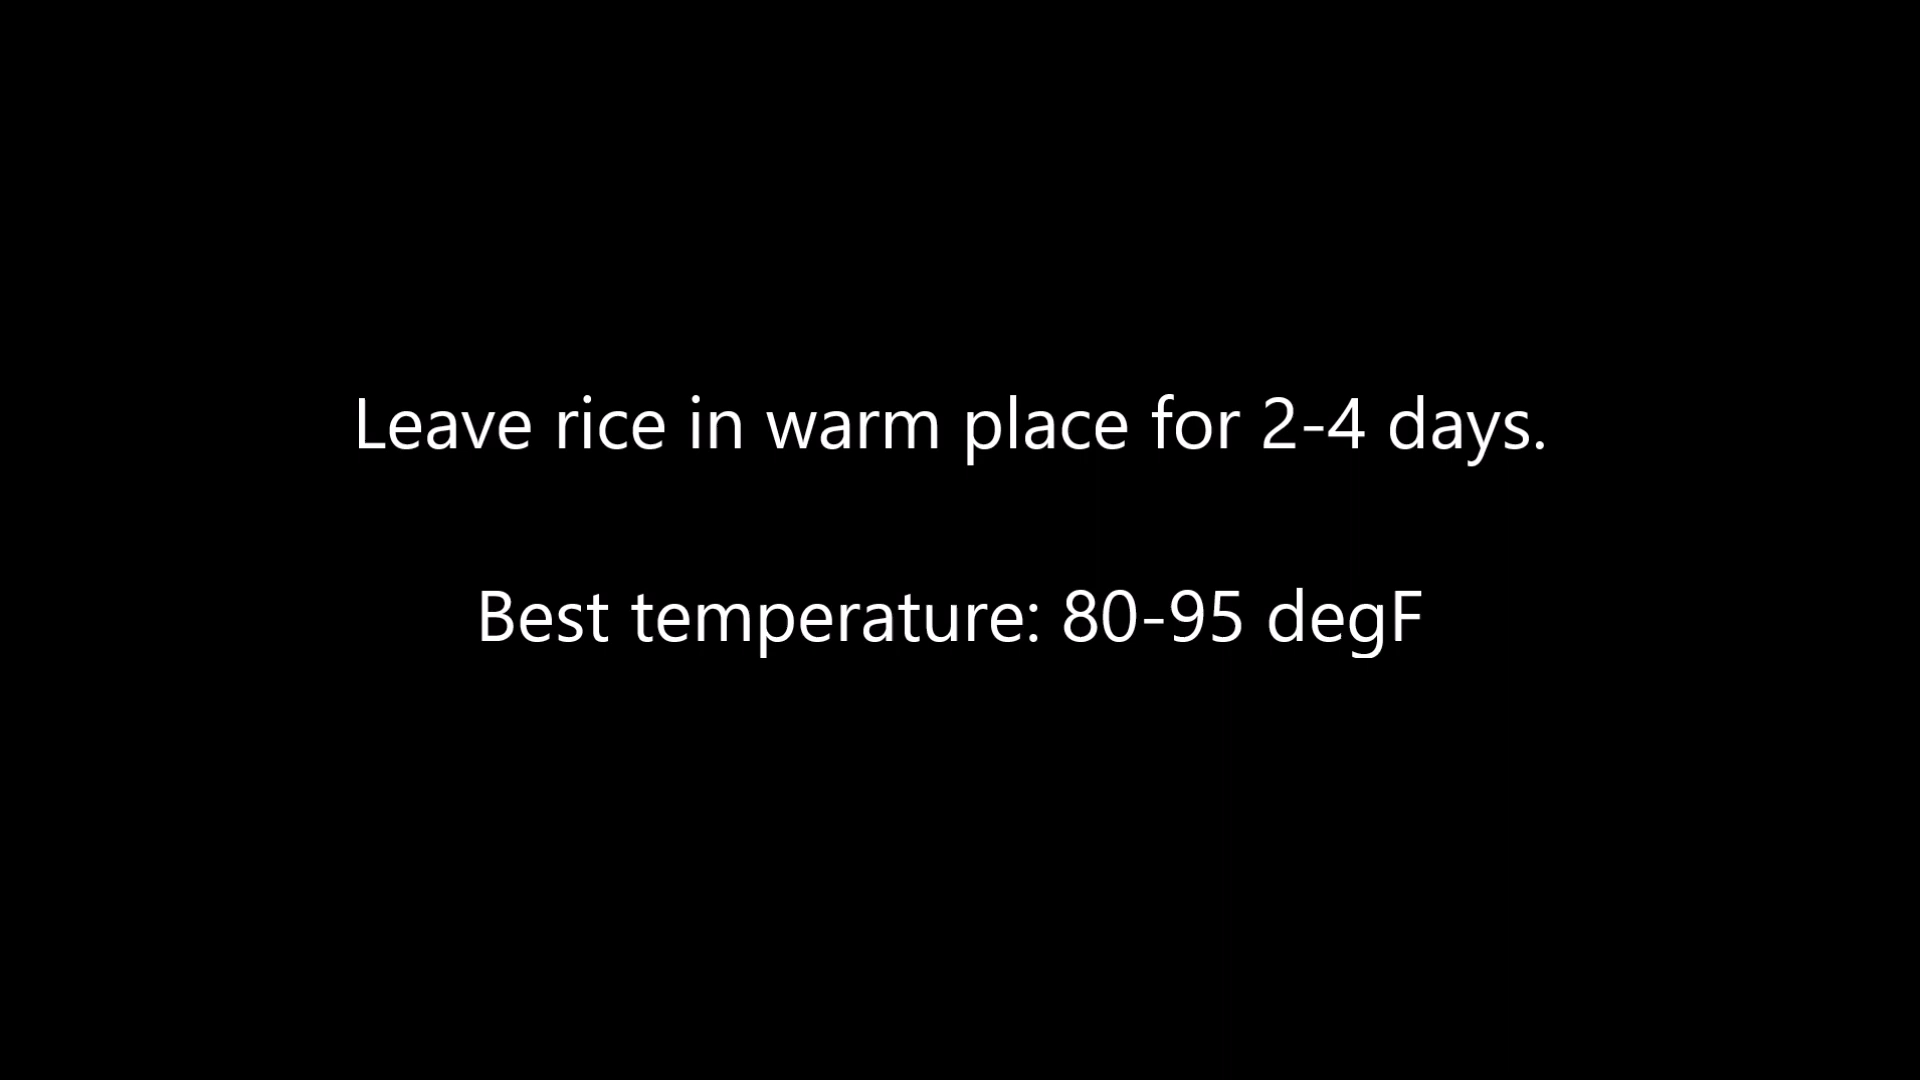 Leave rice in warm place for 2-4 days.
Best temperature: 80-95 degF